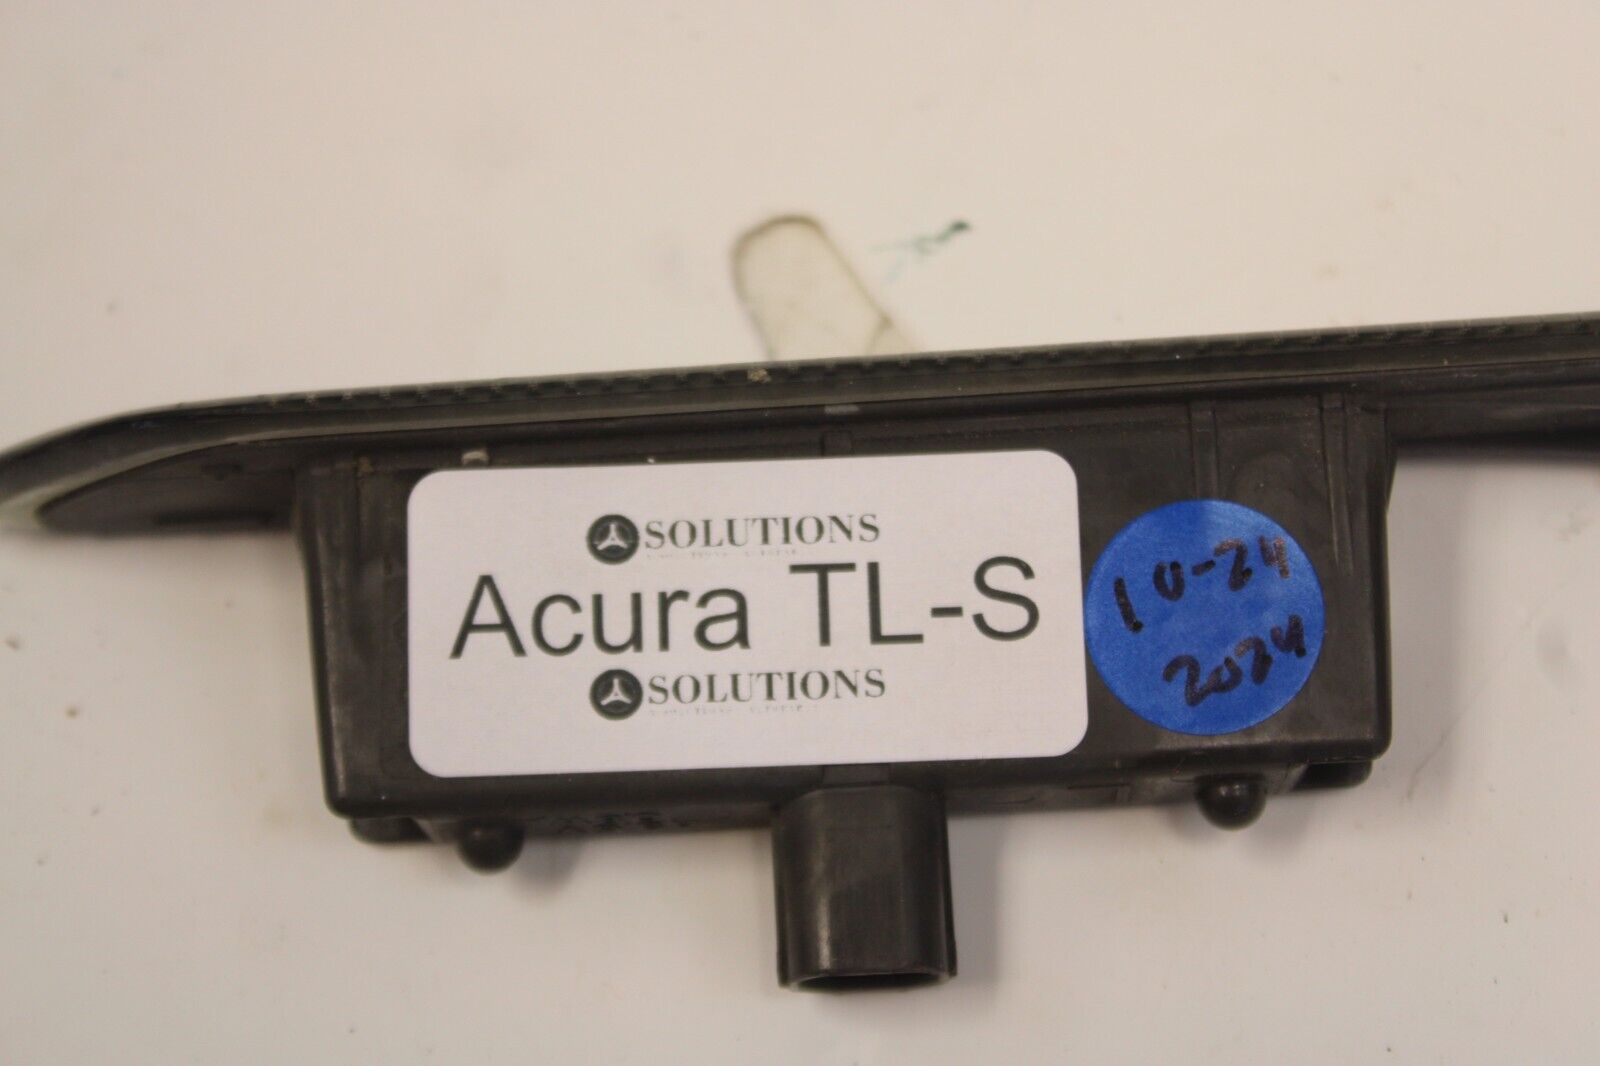 SOLUTIONS
Acura TL-S
SOLUTIONS
10-24
2024